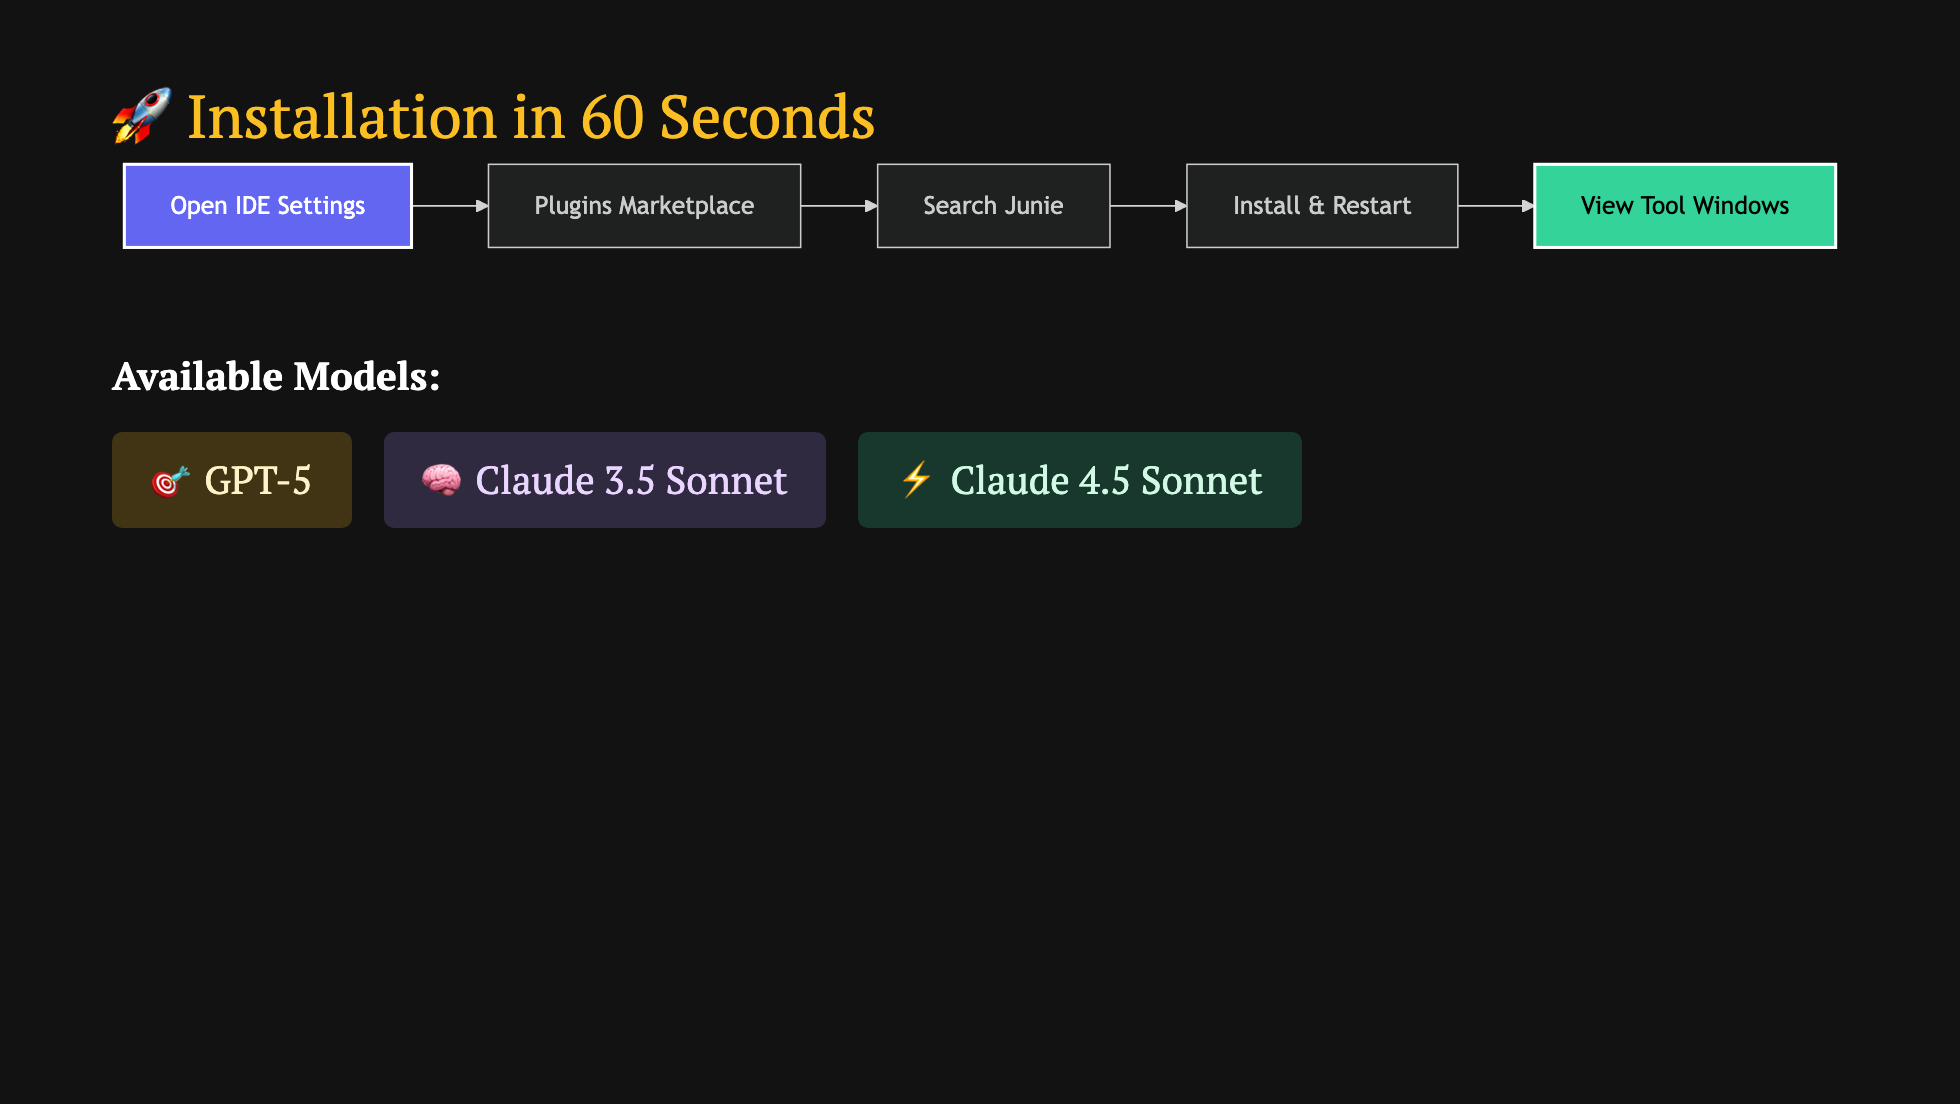 🚀 Installation in 60 Seconds
Open IDE Settings
Plugins Marketplace
Search Junie
Install & Restart
View Tool Windows
Available Models:
🎯 GPT-5
🧠 Claude 3.5 Sonnet
⚡ Claude 4.5 Sonnet